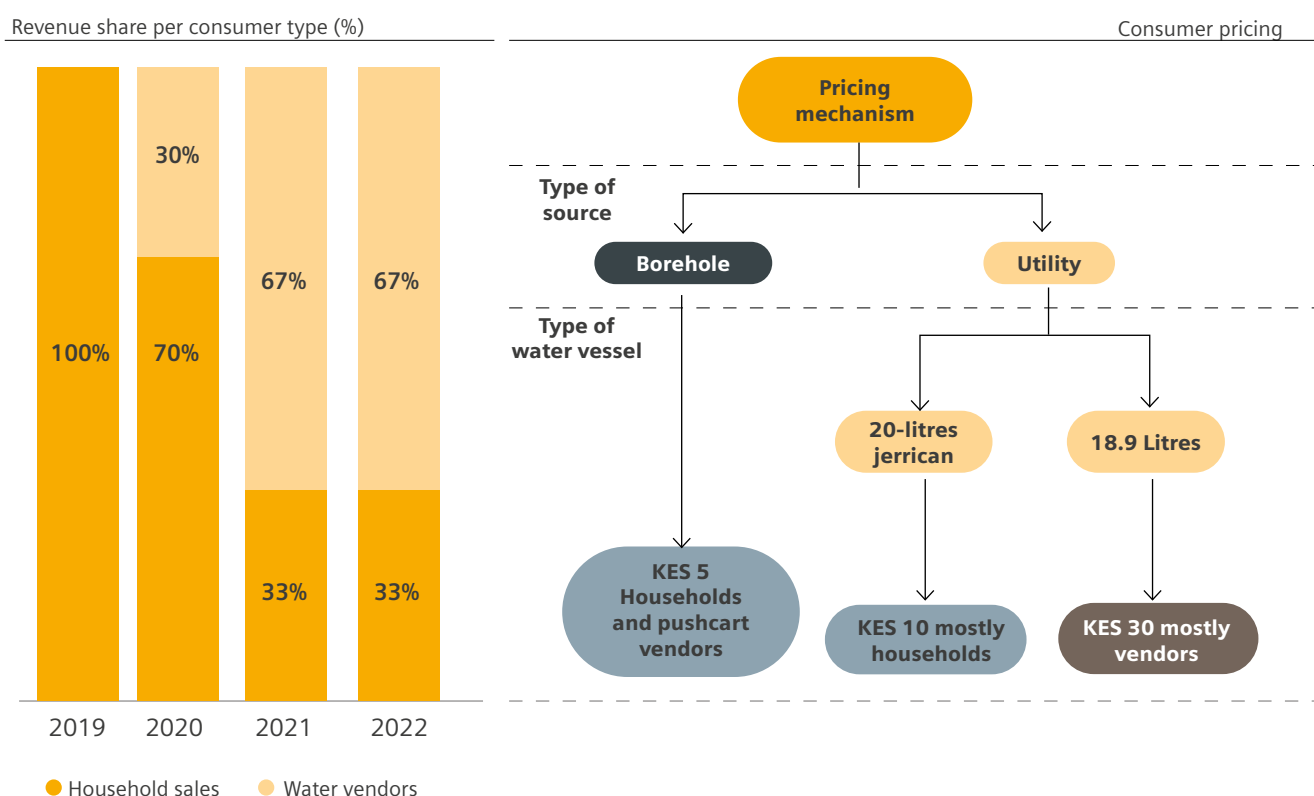 Revenue share per consumer type (%)
30%
67%
67%
100%
70%
33%
33%
2019
2020
2021
2022
Household sales
Water vendors
Consumer pricing
Pricing
mechanism
Type of
source
Borehole
Utility
Type of
water vessel
20-litres
jerrican
18.9 Litres
KES 5
Households
and pushcart
vendors
KES 10 mostly
households
KES 30 mostly
vendors